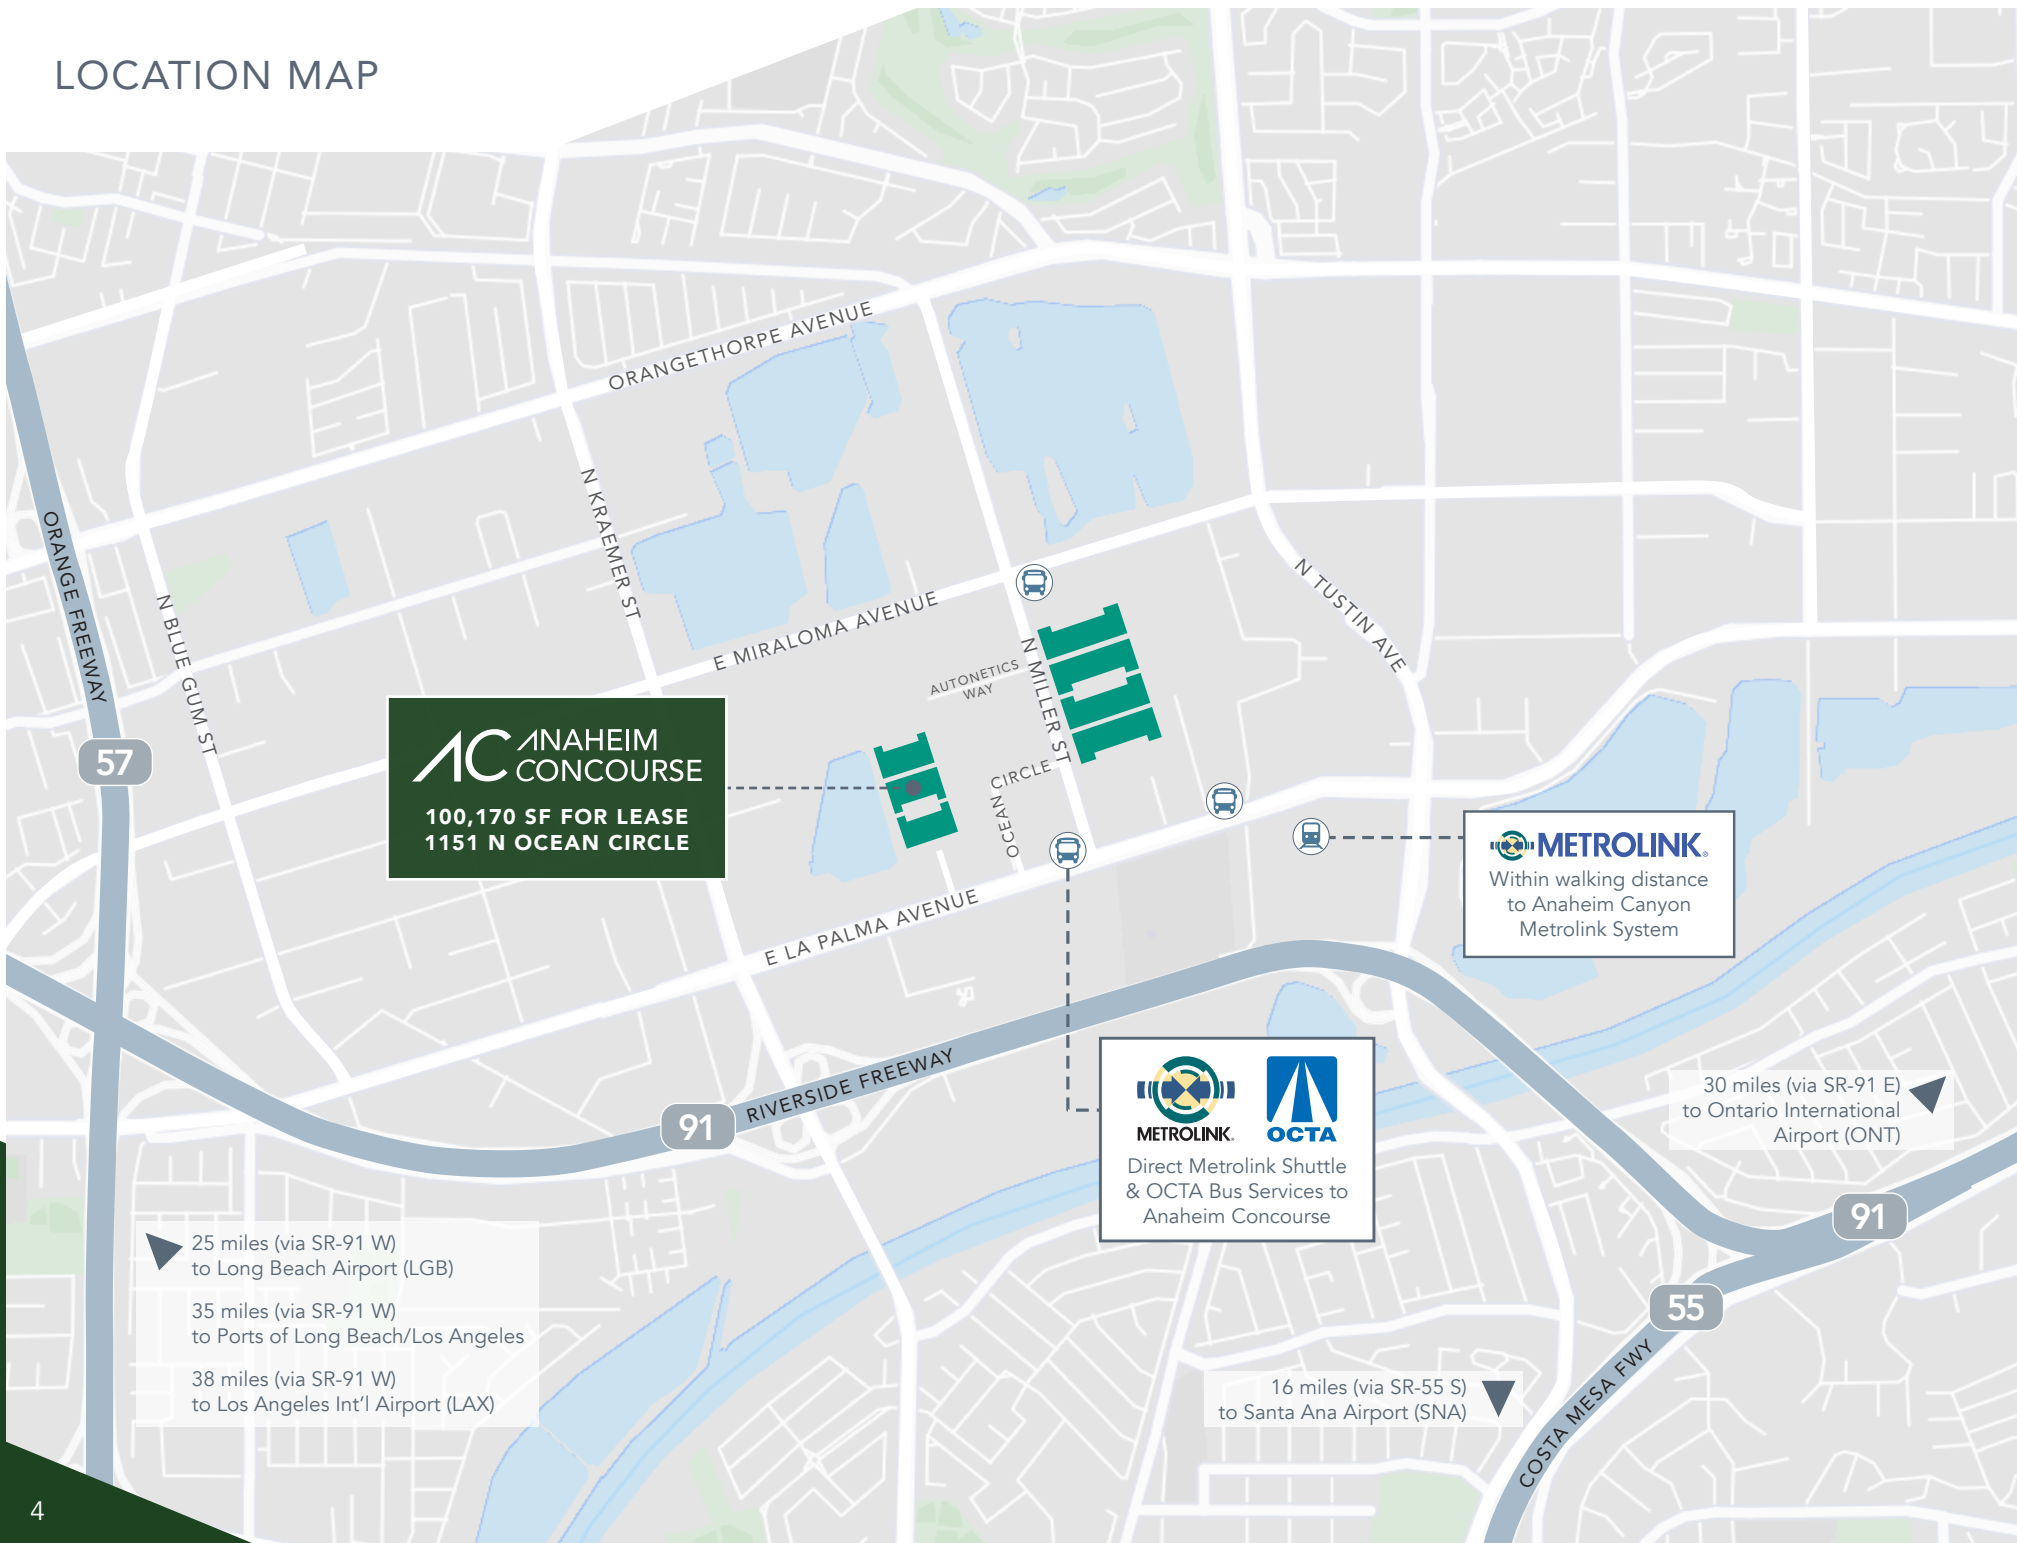 LOCATION MAP
ORANGETHORPE AVENUE
N KRAEMER ST
ORANGE FREEWAY
N BLUE GUM ST
E MIRALOMA AVENUE
N TUSTIN AVE
AUTONETICS
WAY
N MILLER ST
OCEAN CIRCLE
57
AC ANAHEIM
CONCOURSE
100,170 SF FOR LEASE
1151 N OCEAN CIRCLE
E LA PALMA AVENUE
METROLINK
Within walking distance
to Anaheim Canyon
Metrolink System
RIVERSIDE FREEWAY
91
METROLINK
OCTA
Direct Metrolink Shuttle
& OCTA Bus Services to
Anaheim Concourse
30 miles (via SR-91 E)
to Ontario International
Airport (ONT)
91
55
COSTA MESA FWY
25 miles (via SR-91 W)
to Long Beach Airport (LGB)
35 miles (via SR-91 W)
to Ports of Long Beach/Los Angeles
38 miles (via SR-91 W)
to Los Angeles Int'l Airport (LAX)
16 miles (via SR-55 S)
to Santa Ana Airport (SNA)
4